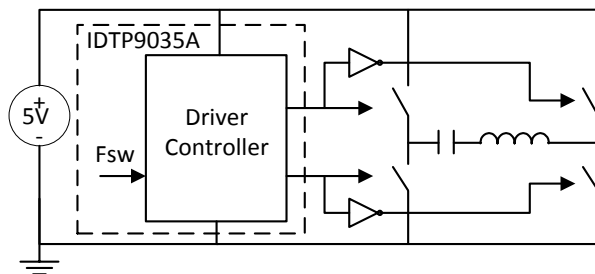 IDTP9035A
+
5V
-
Driver
Controller
Fsw